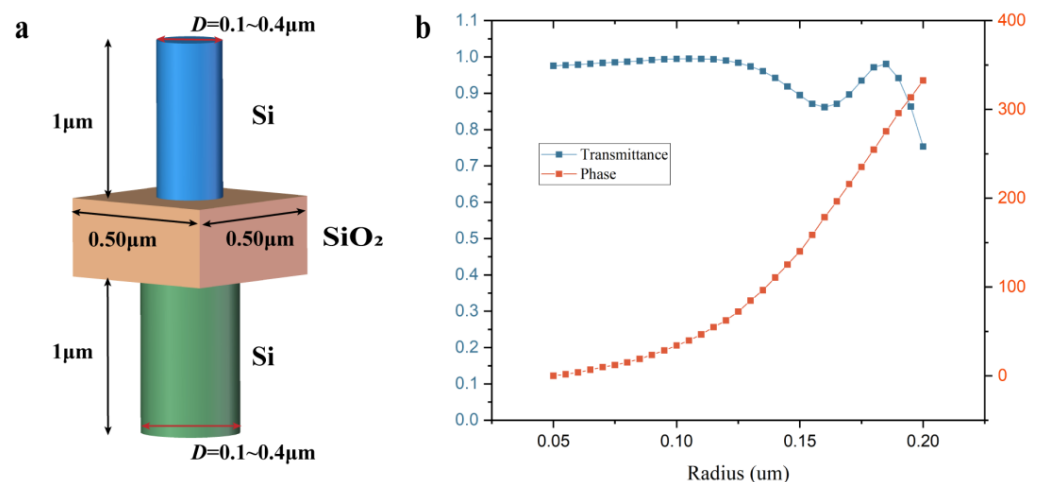 a
D=0.1~0.4μm
1μm
Si
0.50μm
0.50μm
SiO₂
1μm
Si
D=0.1~0.4μm
b
1.1
1.0
0.9
0.8
0.7
0.6
0.5
0.4
0.3
0.2
0.1
0.0
Transmittance
Phase
400
300
200
100
0
0.05
0.10
0.15
0.20
Radius (um)